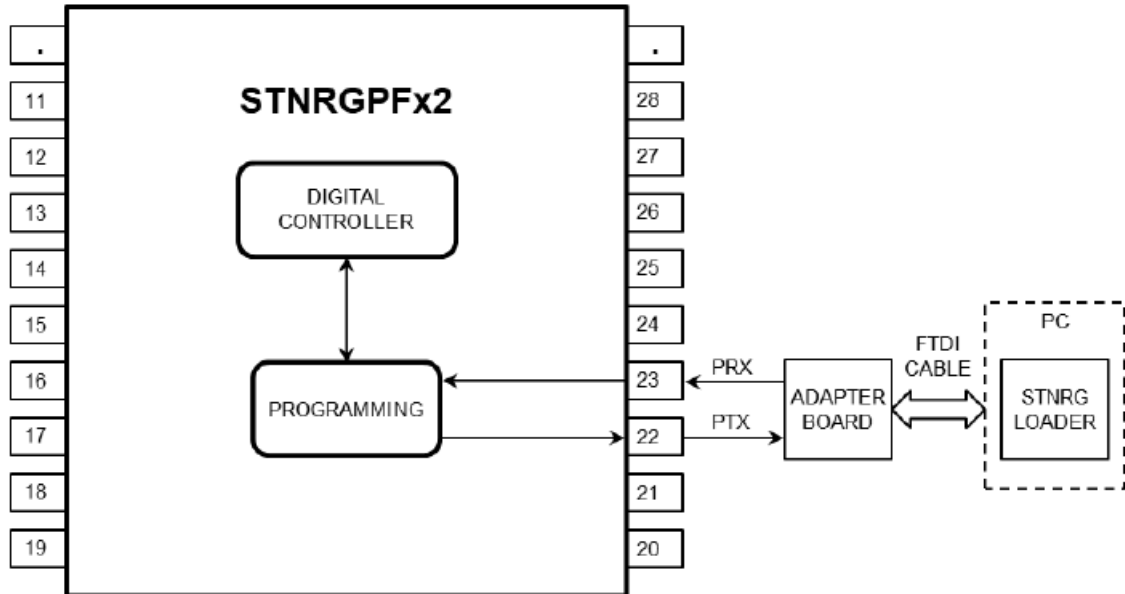 .
.
11
STNRGPFx2
28
12
27
DIGITAL
CONTROLLER
13
26
14
25
15
24
PC
FTDI
CABLE
16
PROGRAMMING
23
PRX
ADAPTER
BOARD
STNRG
LOADER
17
22
PTX
18
21
19
20